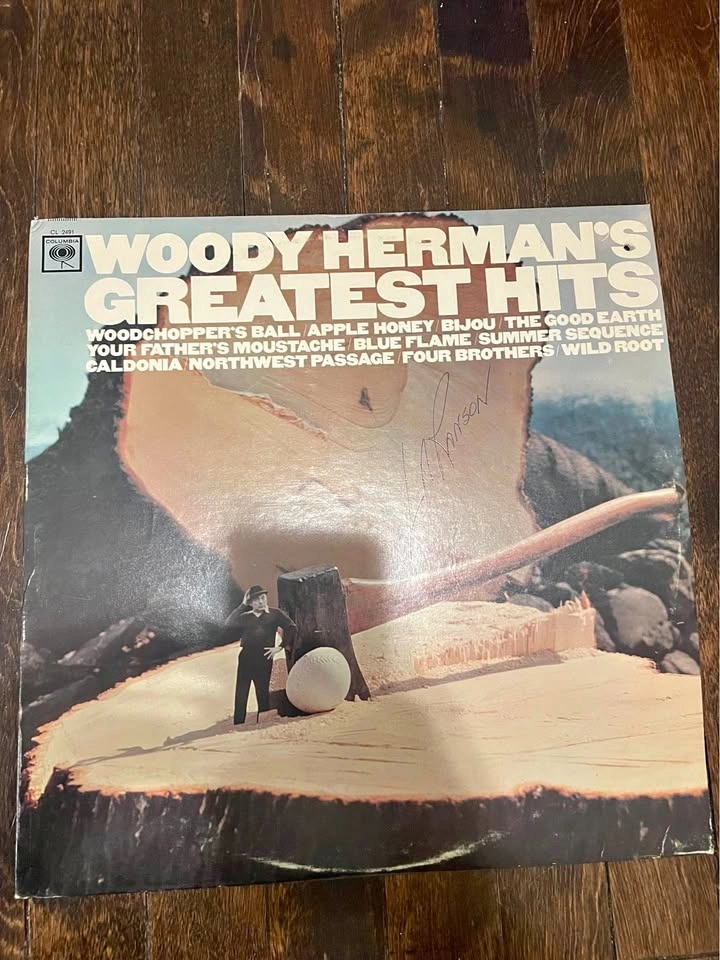 CL 2491
COLUMBIA
WOODY HERMAN'S
GREATEST HITS
WOODCHOPPER'S BALL / APPLE HONEY / BIJOU / THE GOOD EARTH
YOUR FATHER'S MOUSTACHE / BLUE FLAME / SUMMER SEQUENCE
CALDONIA / NORTHWEST PASSAGE / FOUR BROTHERS / WILD ROOT
RANSON